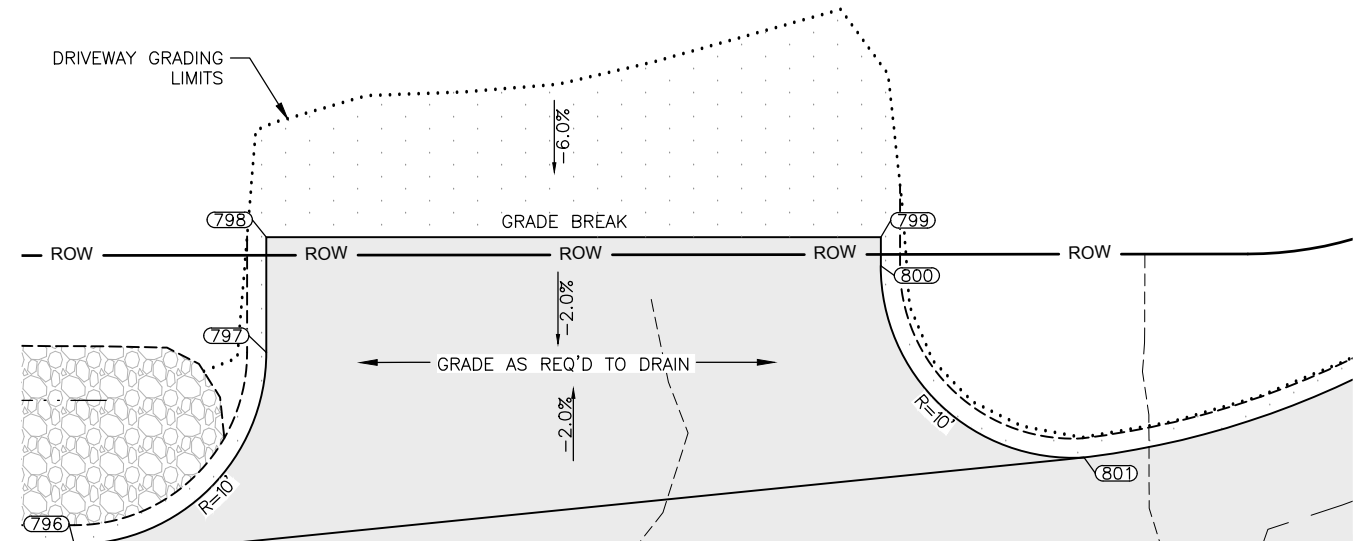 DRIVEWAY GRADING
LIMITS
-6.0%
798
GRADE BREAK
799
ROW
ROW
ROW
ROW
ROW
800
-2.0%
797
GRADE AS REQ'D TO DRAIN
-2.0%
R=10'
R=10'
801
796